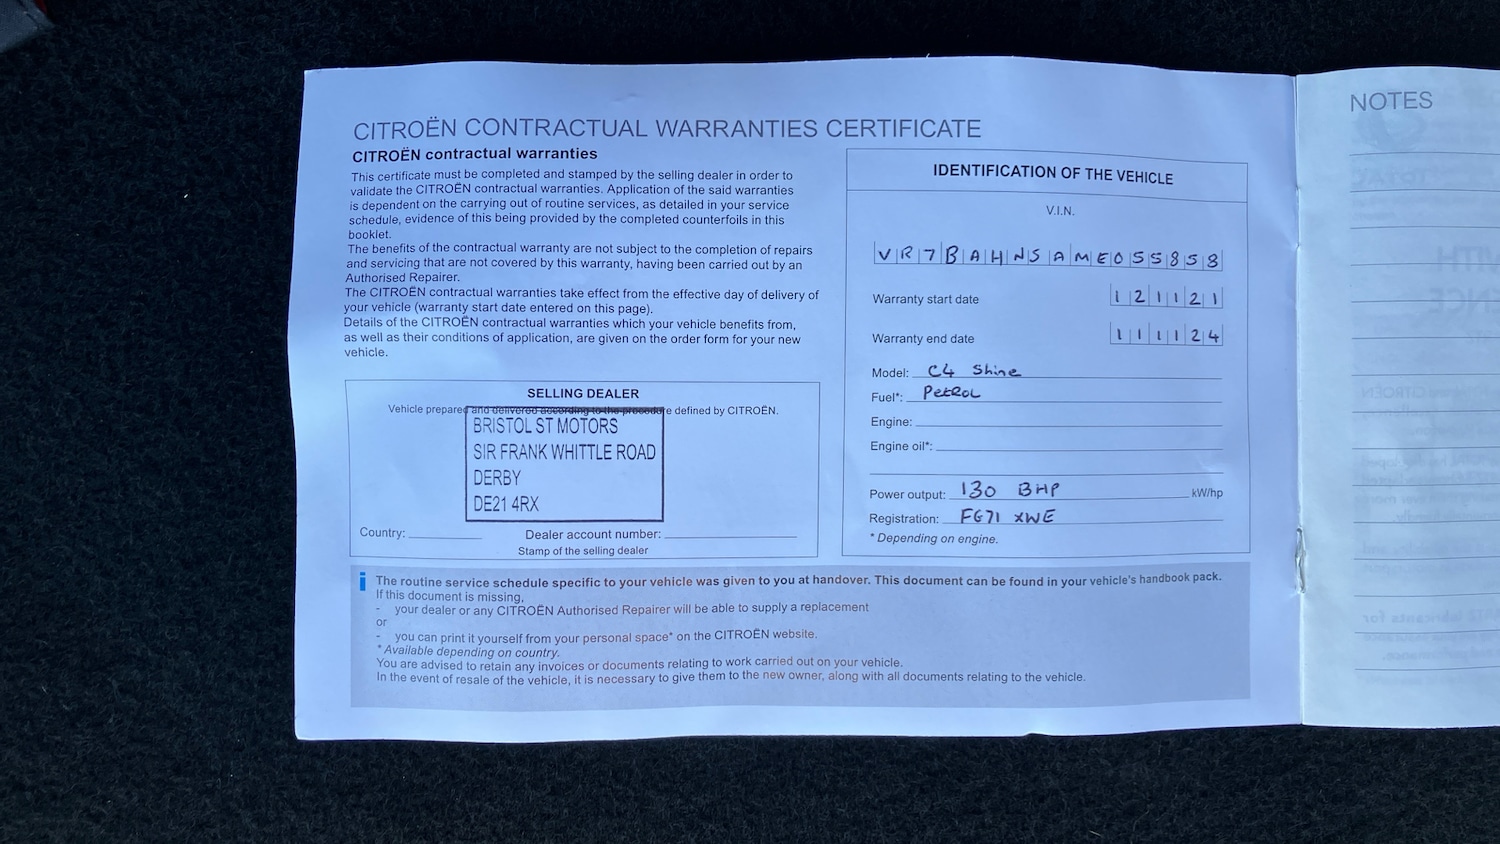 CITROËN CONTRACTUAL WARRANTIES CERTIFICATE
CITROËN contractual warranties
This certificate must be completed and stamped by the selling dealer in order to
validate the CITROËN contractual warranties. Application of the said warranties
is dependent on the carrying out of routine services, as detailed in your service
schedule, evidence of this being provided by the completed counterfoils in this
booklet.
The benefits of the contractual warranty are not subject to the completion of repairs
and servicing that are not covered by this warranty, having been carried out by an
Authorised Repairer.
The CITROËN contractual warranties take effect from the effective day of delivery of
your vehicle (warranty start date entered on this page).
Details of the CITROËN contractual warranties which your vehicle benefits from,
as well as their conditions of application, are given on the order form for your new
vehicle.
SELLING DEALER
Vehicle prepared and delivered according to the procedure defined by CITROËN.
BRISTOL ST MOTORS
SIR FRANK WHITTLE ROAD
DERBY
DE21 4RX
Country:
Dealer account number:
Stamp of the selling dealer
IDENTIFICATION OF THE VEHICLE
V.I.N.
VR7BAHNSAME055858
Warranty start date 121121
Warranty end date 111124
Model: C4 Shine
Fuel*: PETROL
Engine:
Engine oil*:
Power output: 130 BHP kW/hp
Registration: FG71 XWE
* Depending on engine.
i The routine service schedule specific to your vehicle was given to you at handover. This document can be found in your vehicle's handbook pack.
If this document is missing,
- your dealer or any CITROËN Authorised Repairer will be able to supply a replacement
or
- you can print it yourself from your personal space* on the CITROËN website.
* Available depending on country.
You are advised to retain any invoices or documents relating to work carried out on your vehicle.
In the event of resale of the vehicle, it is necessary to give them to the new owner, along with all documents relating to the vehicle.
NOTES